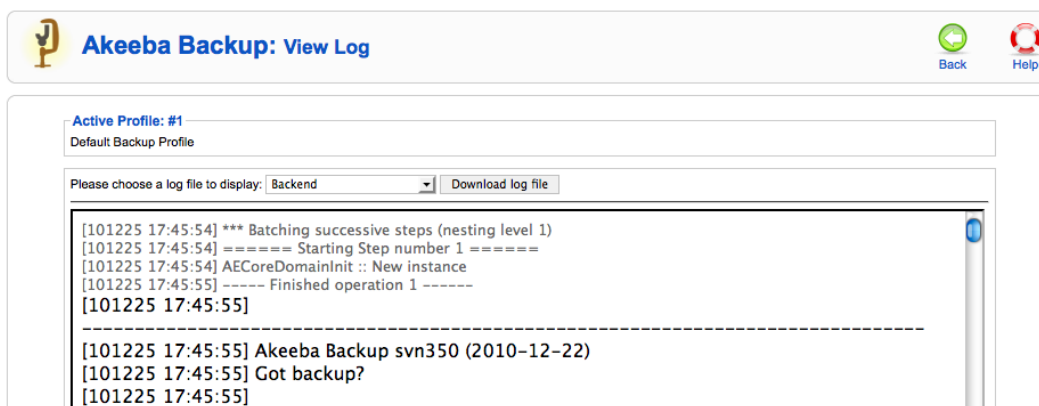 Akeeba Backup: View Log
Back
Help
Active Profile: #1
Default Backup Profile
Please choose a log file to display: Backend Download log file
[101225 17:45:54] *** Batching successive steps (nesting level 1)
[101225 17:45:54] ====== Starting Step number 1 ======
[101225 17:45:54] AECoreDomainInit :: New instance
[101225 17:45:55] ----- Finished operation 1 ------
[101225 17:45:55]
--------------------------------------------------------------------------------
[101225 17:45:55] Akeeba Backup svn350 (2010-12-22)
[101225 17:45:55] Got backup?
[101225 17:45:55]